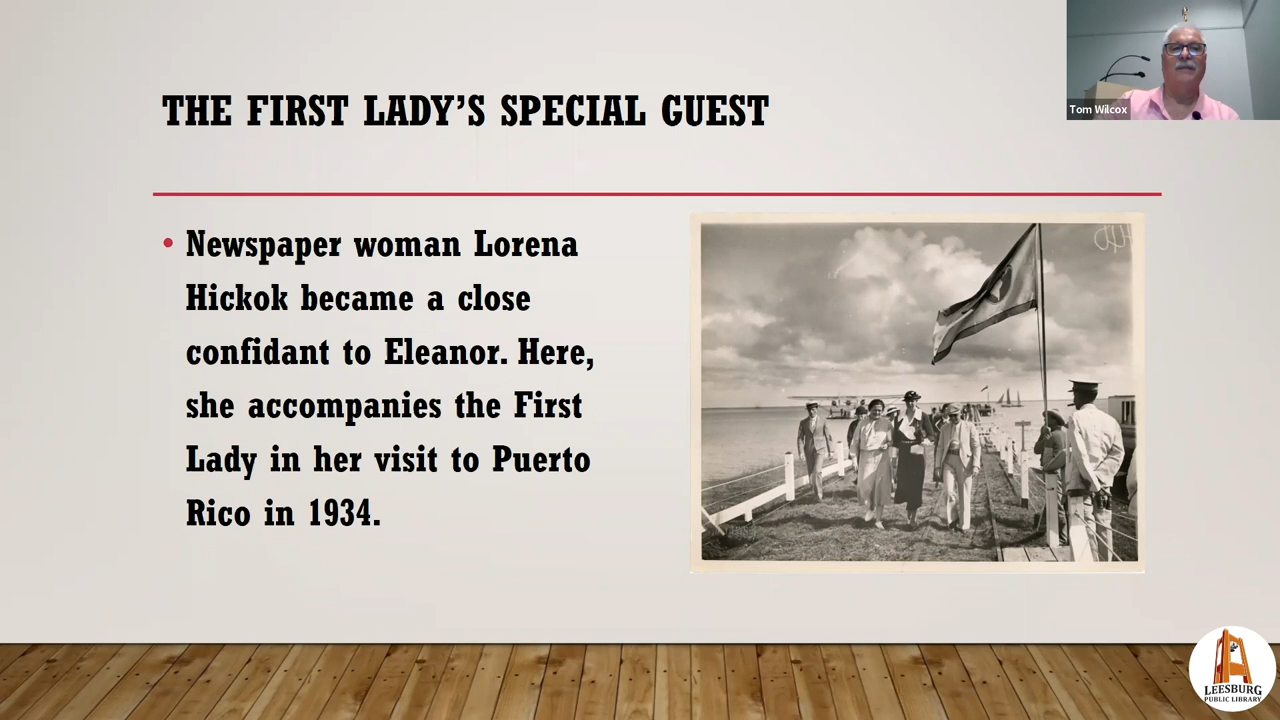 THE FIRST LADY'S SPECIAL GUEST
Tom Wilcox
• Newspaper woman Lorena
Hickok became a close
confidant to Eleanor. Here,
she accompanies the First
Lady in her visit to Puerto
Rico in 1934.
LEESBURG
PUBLIC LIBRARY